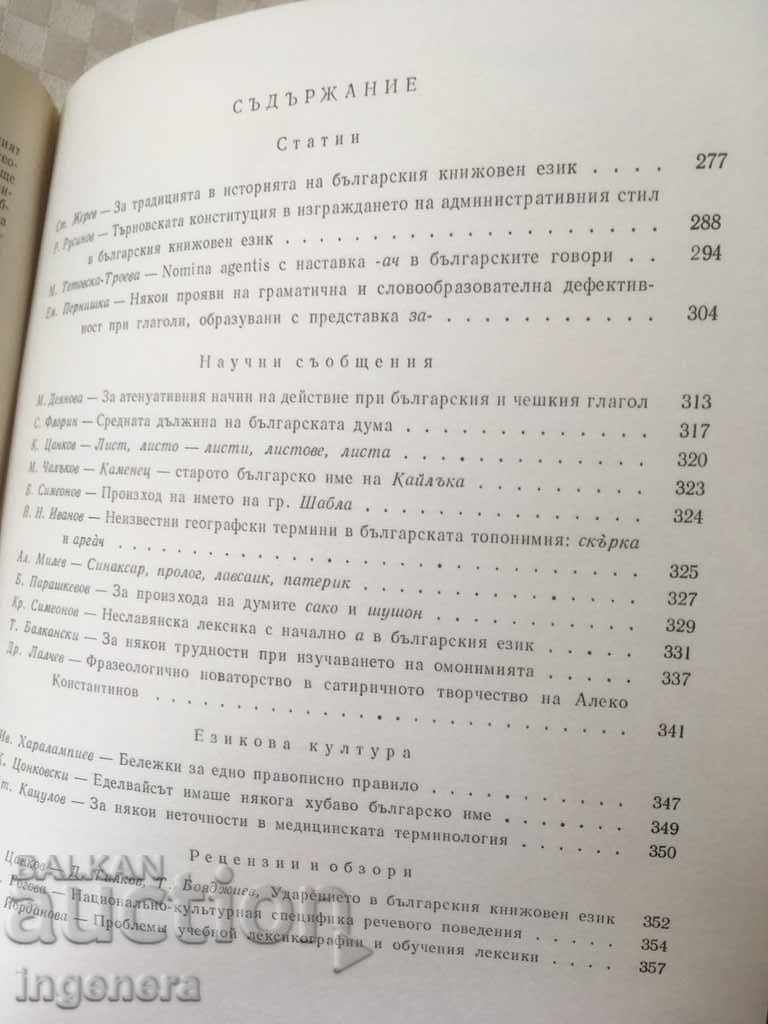 СЪДЪРЖАНИЕ
Статии
Ст. Жерев — За традицията в историята на българския книжовен език . . . . 277
Р. Русинов — Търновската конституция в изграждането на административния стил
в българския книжовен език . . . . . . . . . . . . . . . . 288
М. Тетовска-Троева — Nomina agentis с наставка -ач в българските говори . . 294
Ем. Пернишка — Някои прояви на граматична и словообразователна дефектив-
ност при глаголи, образувани с представка за- . . . . . . . . . . 304
Научни съобщения
М. Деянова — За атенуативния начин на действие при българския и чешкия глагол 313
С. Флорин — Средната дължина на българската дума . . . . . . . . . . . 317
К. Цанков — Лист, листо — листи, листове, листа . . . . . . . . . . . . 320
М. Чалъков — Каменец — старото българско име на Кайлъка . . . . . . . . 323
Б. Симеонов — Произход на името на гр. Шабла . . . . . . . . . . . . . 324
Й. Н. Иванов — Неизвестни географски термини в българската топонимия: скърка
и аргач . . . . . . . . . . . . . . . . . . . . . . . . 325
Ал. Милев — Синаксар, пролог, лавсаик, патерик . . . . . . . . . . . . . 327
Б. Парашкевов — За произхода на думите сако и шушон . . . . . . . . . . 329
Кр. Симеонов — Неславянска лексика с начално а в българския език . . . . . 331
Т. Балкански — За някои трудности при изучаването на омонимията . . . . . 337
Др. Лалчев — Фразеологично новаторство в сатиричното творчество на Алеко
Константинов . . . . . . . . . . . . . . . . . . . . . . 341
Езикова култура
Ив. Харалампиев — Бележки за едно правописно правило . . . . . . . . . . 347
К. Цонковски — Еделвайсът имаше някога хубаво българско име . . . . . . 349
т. Кацулов — За някои неточности в медицинската терминология . . . . . . 350
Рецензии и обзори
Цанков — Д. Тилков, Т. Бояджиев, Ударението в българския книжовен език 352
Рогова — Национально-культурная специфика речевого поведения . . . . . 354
Йорданова — Проблемы учебной лексикографии и обучения лексики . . . . 357
BALKAN
auction
ingenera